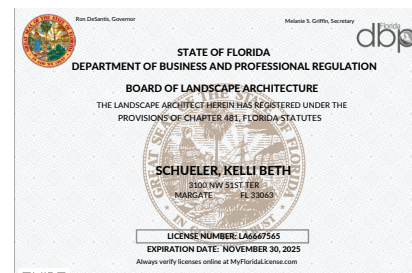 Ron DeSantis, Governor
Melanie S. Griffin, Secretary
Florida
dbp
STATE OF FLORIDA
DEPARTMENT OF BUSINESS AND PROFESSIONAL REGULATION
BOARD OF LANDSCAPE ARCHITECTURE
THE LANDSCAPE ARCHITECT HEREIN HAS REGISTERED UNDER THE
PROVISIONS OF CHAPTER 481, FLORIDA STATUTES
SCHUELER, KELLI BETH
3100 NW 51ST TER
MARGATE FL 33063
LICENSE NUMBER: LA6667565
EXPIRATION DATE: NOVEMBER 30, 2025
Always verify licenses online at MyFloridaLicense.com